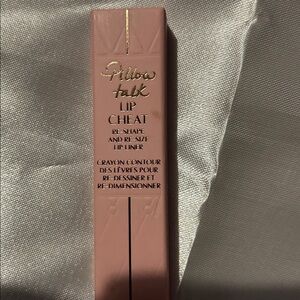 Pillow
talk
LIP
CHEAT
RE-SHAPE
AND RE-SIZE
LIP LINER
CRAYON CONTOUR
DES LÈVRES POUR
RE-DESSINER ET
RE-DIMENSIONNER